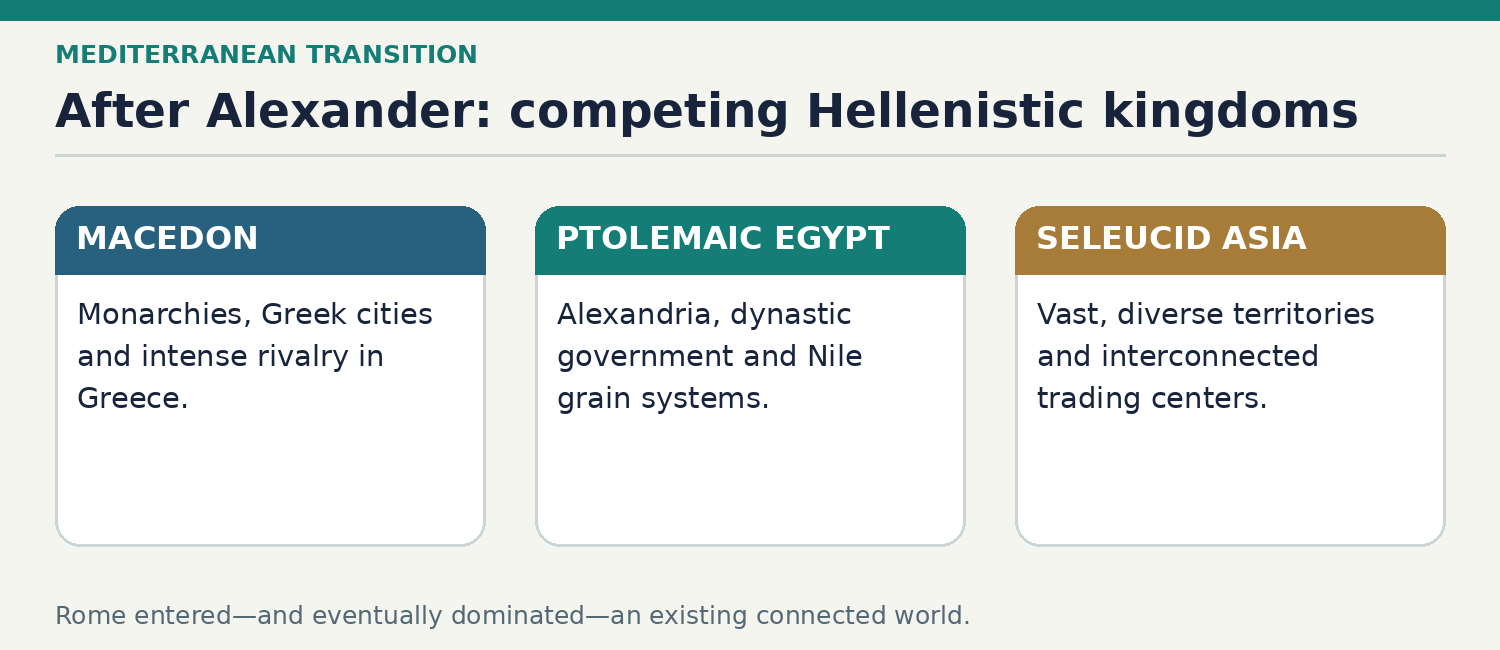 MEDITERRANEAN TRANSITION
After Alexander: competing Hellenistic kingdoms
MACEDON
Monarchies, Greek cities
and intense rivalry in
Greece.
PTOLEMAIC EGYPT
Alexandria, dynastic
government and Nile
grain systems.
SELEUCID ASIA
Vast, diverse territories
and interconnected
trading centers.
Rome entered—and eventually dominated—an existing connected world.